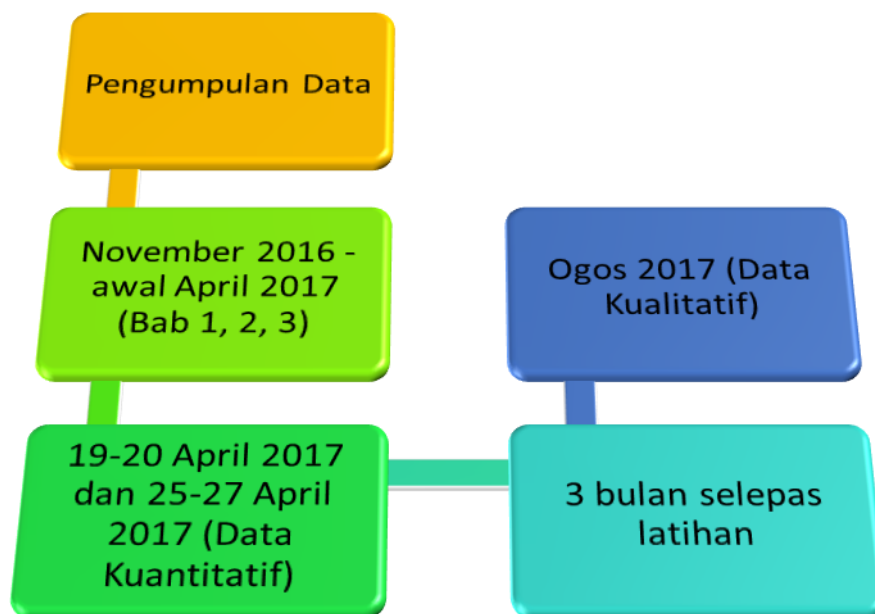 Pengumpulan Data
November 2016 -
awal April 2017
(Bab 1, 2, 3)
19-20 April 2017
dan 25-27 April
2017 (Data
Kuantitatif)
3 bulan selepas
latihan
Ogos 2017 (Data
Kualitatif)